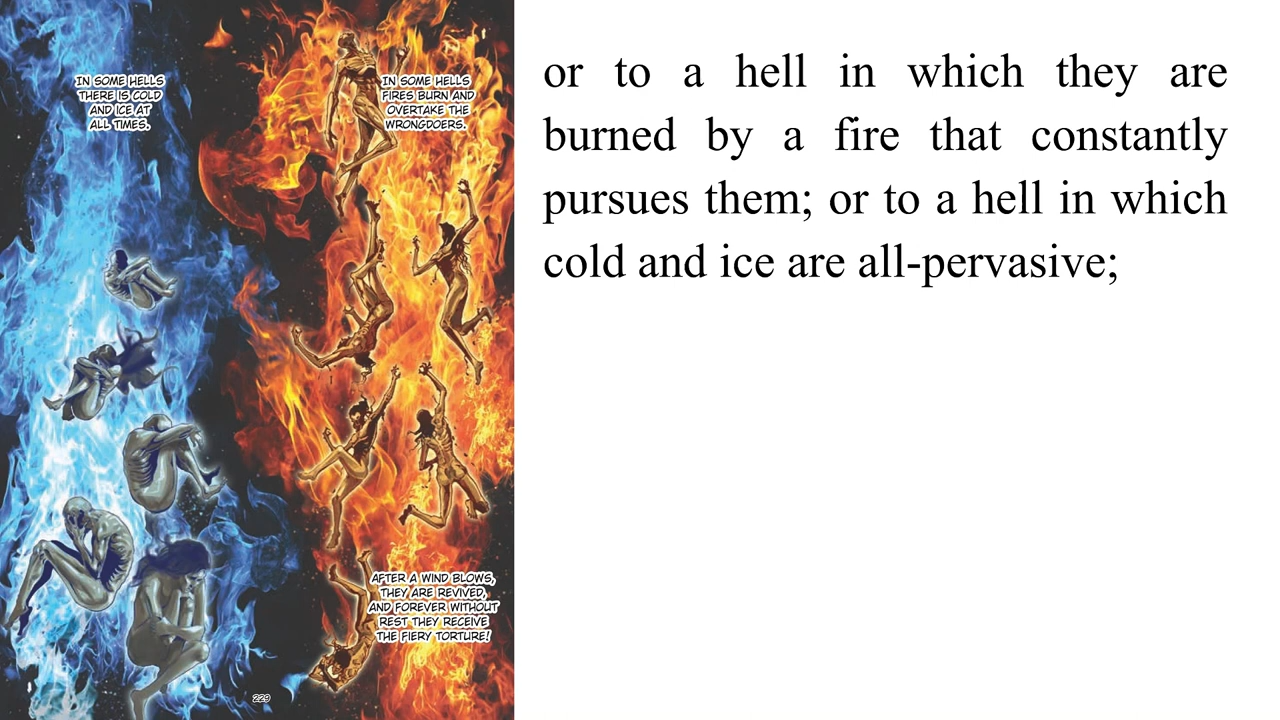 IN SOME HELLS
THERE IS COLD
AND ICE AT
ALL TIMES.
IN SOME HELLS
FIRES BURN AND
OVERTAKE THE
WRONGDOERS.
AFTER A WIND BLOWS,
THEY ARE REVIVED,
AND FOREVER WITHOUT
REST THEY RECEIVE
THE FIERY TORTURE!
229
or to a hell in which they are
burned by a fire that constantly
pursues them; or to a hell in which
cold and ice are all-pervasive;